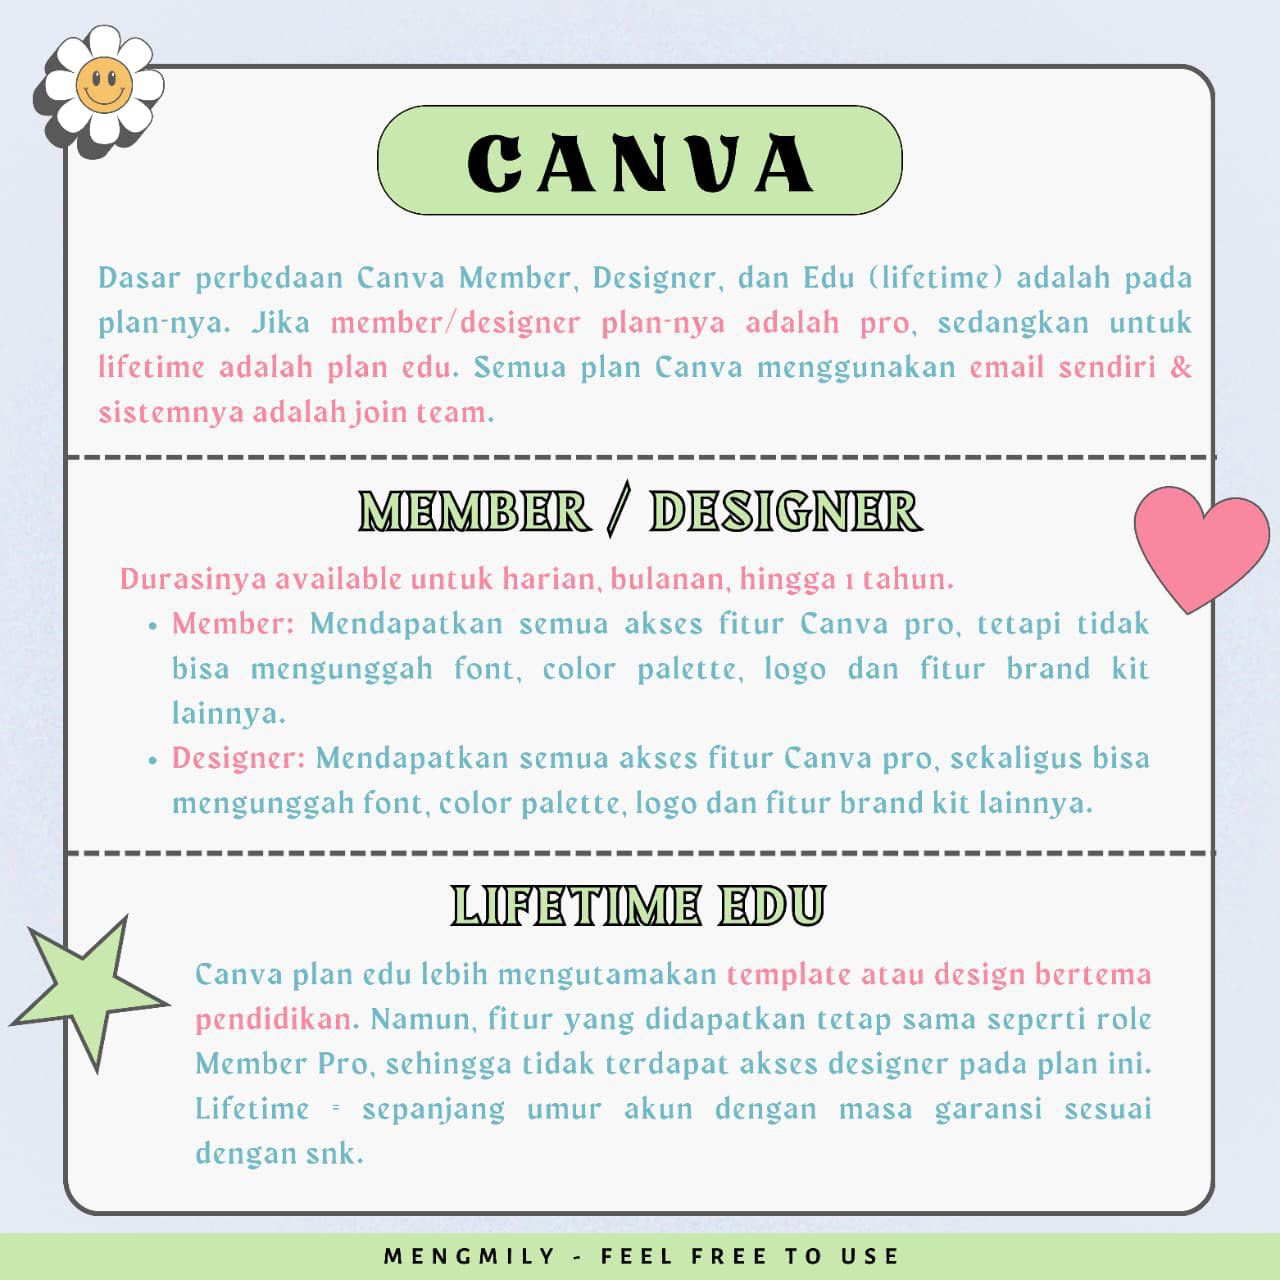 CANVA
Dasar perbedaan Canva Member, Designer, dan Edu (lifetime) adalah pada
plan-nya. Jika member/designer plan-nya adalah pro, sedangkan untuk
lifetime adalah plan edu. Semua plan Canva menggunakan email sendiri &
sistemnya adalah join team.
MEMBER / DESIGNER
Durasinya available untuk harian, bulanan, hingga 1 tahun.
• Member: Mendapatkan semua akses fitur Canva pro, tetapi tidak
bisa mengunggah font, color palette, logo dan fitur brand kit
lainnya.
• Designer: Mendapatkan semua akses fitur Canva pro, sekaligus bisa
mengunggah font, color palette, logo dan fitur brand kit lainnya.
LIFETIME EDU
Canva plan edu lebih mengutamakan template atau design bertema
pendidikan. Namun, fitur yang didapatkan tetap sama seperti role
Member Pro, sehingga tidak terdapat akses designer pada plan ini.
Lifetime = sepanjang umur akun dengan masa garansi sesuai
dengan snk.
MENGMILY - FEEL FREE TO USE